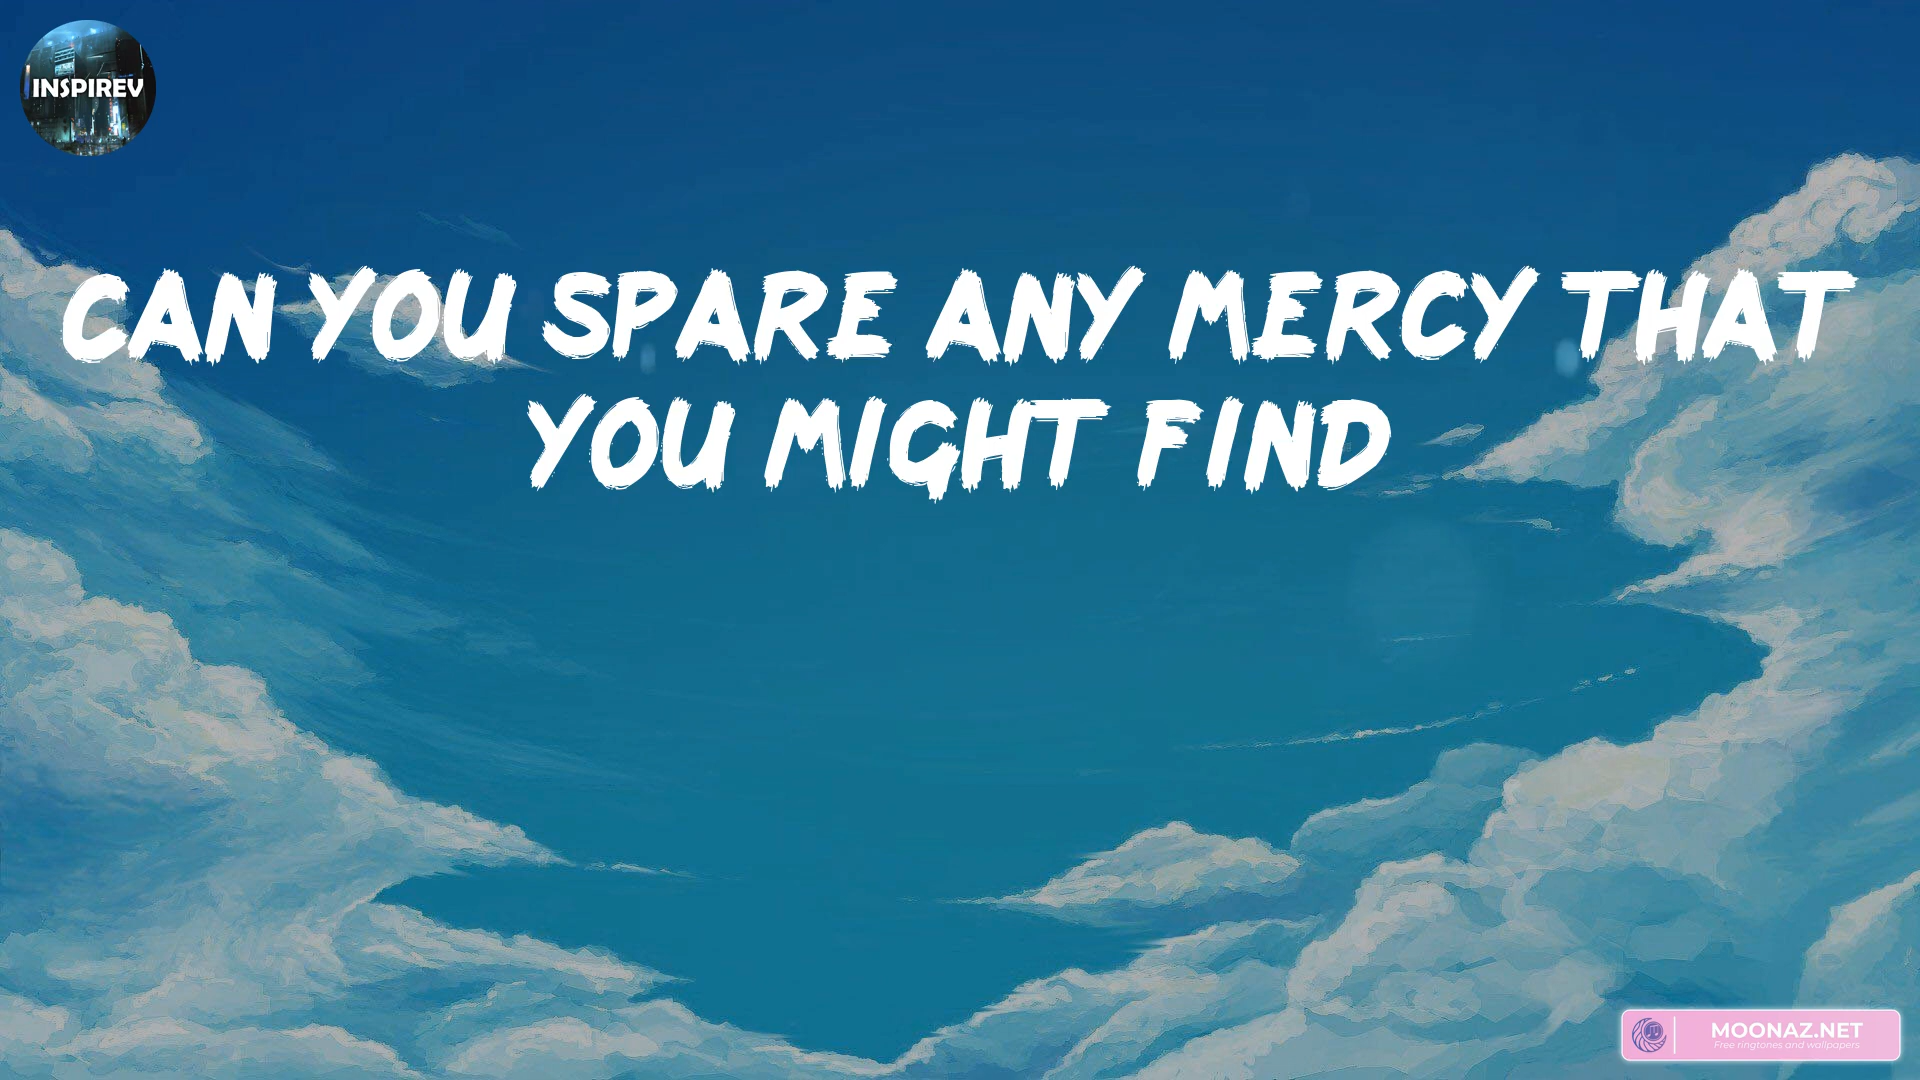 INSPIREV
CAN YOU SPARE ANY MERCY THAT
YOU MIGHT FIND
MOONAZ.NET
Free ringtones and wallpapers